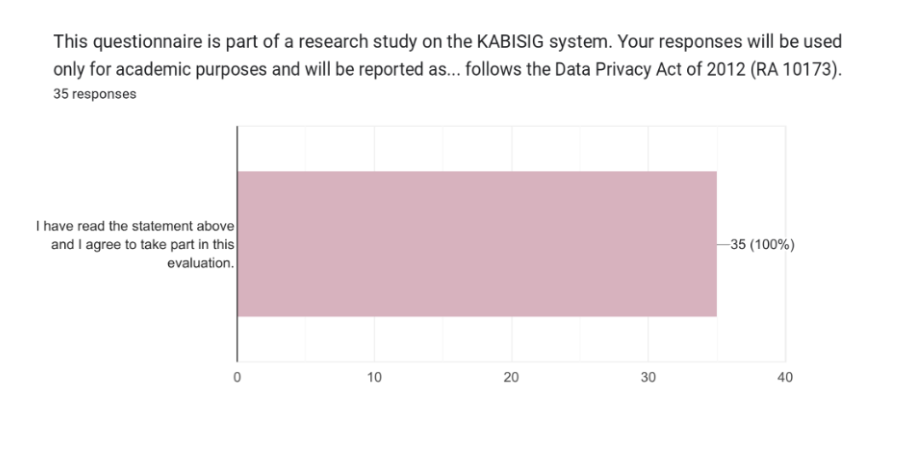 This questionnaire is part of a research study on the KABISIG system. Your responses will be used
only for academic purposes and will be reported as... follows the Data Privacy Act of 2012 (RA 10173).
35 responses
I have read the statement above
and I agree to take part in this
evaluation.
35 (100%)
0
10
20
30
40